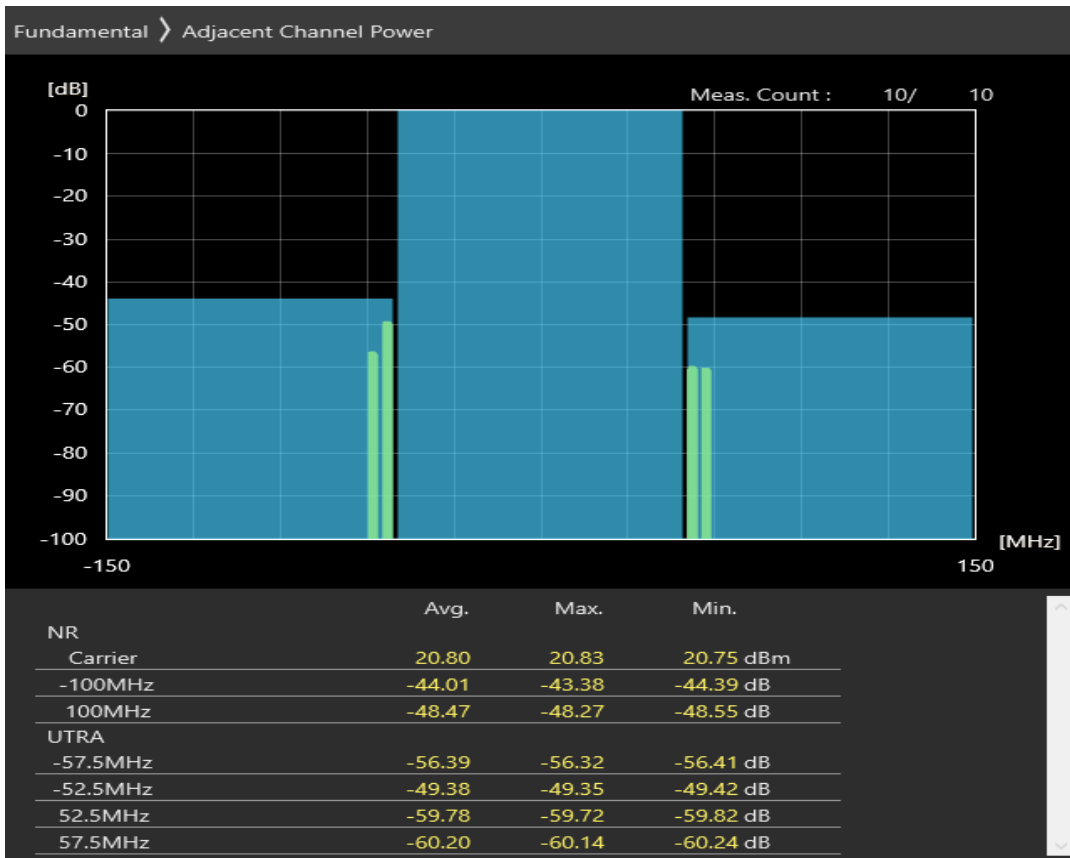 Fundamental 〉 Adjacent Channel Power
[dB]
Meas. Count : 10/ 10
0
-10
-20
-30
-40
-50
-60
-70
-80
-90
-100
[MHz]
-150 150
Avg. Max. Min.
NR
Carrier 20.80 20.83 20.75 dBm
-100MHz -44.01 -43.38 -44.39 dB
100MHz -48.47 -48.27 -48.55 dB
UTRA
-57.5MHz -56.39 -56.32 -56.41 dB
-52.5MHz -49.38 -49.35 -49.42 dB
52.5MHz -59.78 -59.72 -59.82 dB
57.5MHz -60.20 -60.14 -60.24 dB